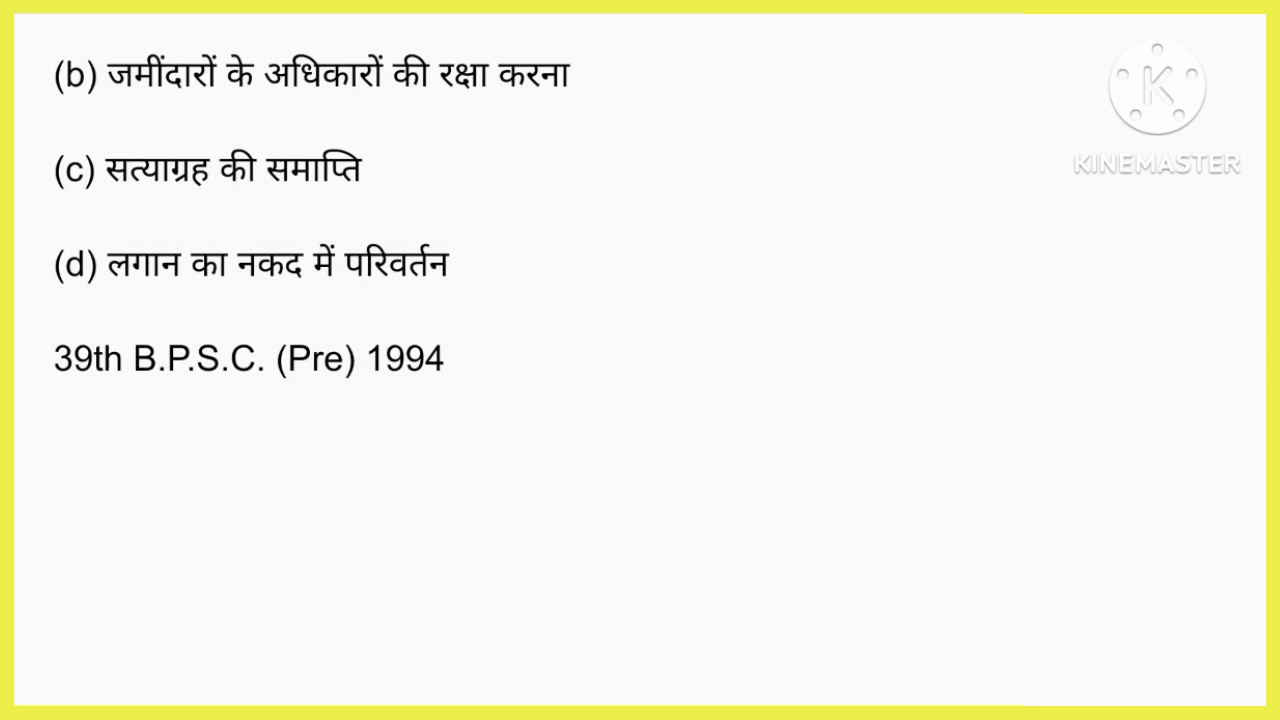 (b) जमींदारों के अधिकारों की रक्षा करना
K
KINEMASTER
(c) सत्याग्रह की समाप्ति
(d) लगान का नकद में परिवर्तन
39th B.P.S.C. (Pre) 1994